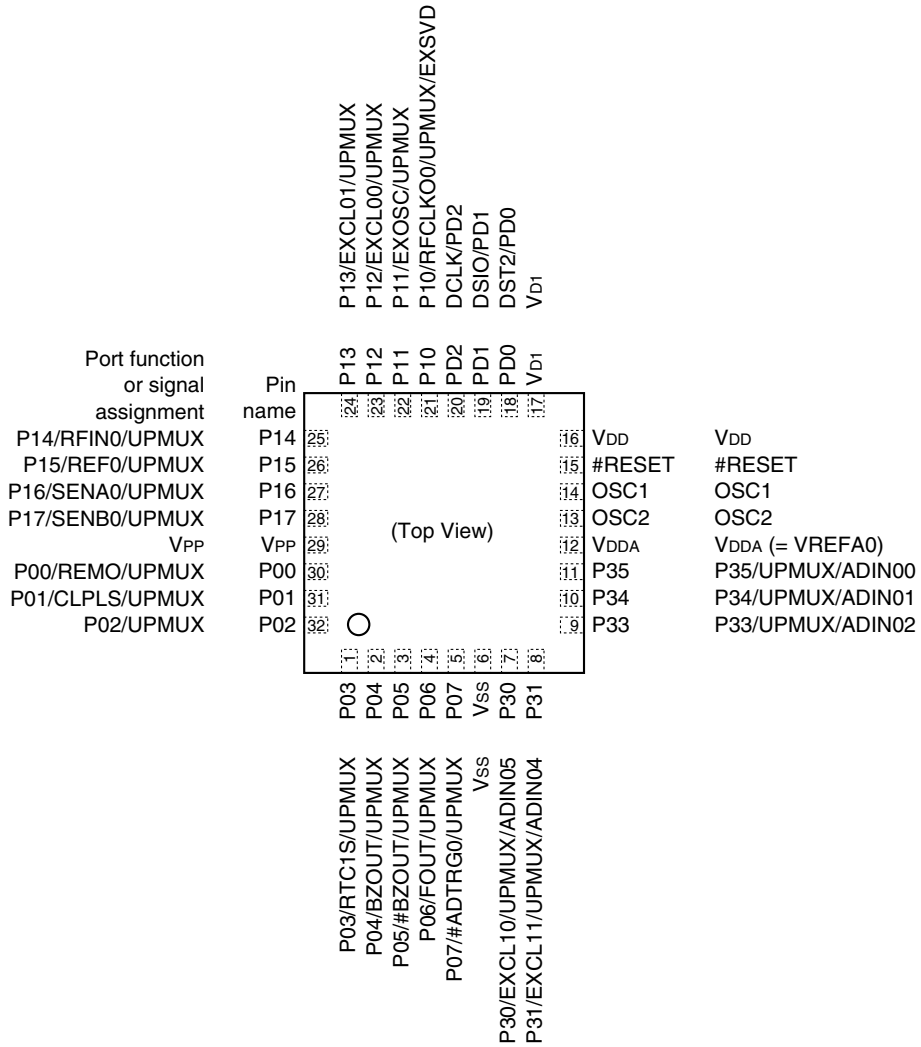 P13/EXCL01/UPMUX
P12/EXCL00/UPMUX
P11/EXOSC/UPMUX
P10/RFCLKO0/UPMUX/EXSVD
DCLK/PD2
DSIO/PD1
DST2/PD0
VD1
Port function
or signal
assignment
Pin
name
P13
P12
P11
P10
PD2
PD1
PD0
VD1
24
23
22
21
20
19
18
17
P14/RFIN0/UPMUX P14 25
P15/REF0/UPMUX P15 26
P16/SENA0/UPMUX P16 27
P17/SENB0/UPMUX P17 28
VPP VPP 29
P00/REMO/UPMUX P00 30
P01/CLPLS/UPMUX P01 31
P02/UPMUX P02 32
(Top View)
16 VDD VDD
15 #RESET #RESET
14 OSC1 OSC1
13 OSC2 OSC2
12 VDDA VDDA (= VREFA0)
11 P35 P35/UPMUX/ADIN00
10 P34 P34/UPMUX/ADIN01
9 P33 P33/UPMUX/ADIN02
1
2
3
4
5
6
7
8
P03
P04
P05
P06
P07
VSS
P30
P31
P03/RTC1S/UPMUX
P04/BZOUT/UPMUX
P05/#BZOUT/UPMUX
P06/FOUT/UPMUX
P07/#ADTRG0/UPMUX
VSS
P30/EXCL10/UPMUX/ADIN05
P31/EXCL11/UPMUX/ADIN04